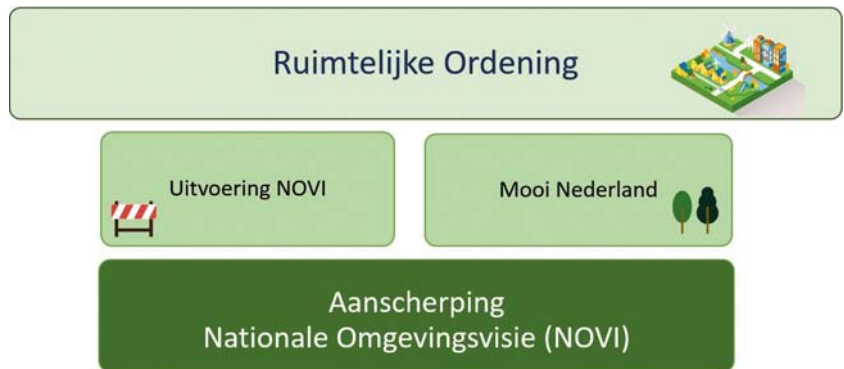 Ruimtelijke Ordening
Uitvoering NOVI
Mooi Nederland
Aanscherping
Nationale Omgevingsvisie (NOVI)